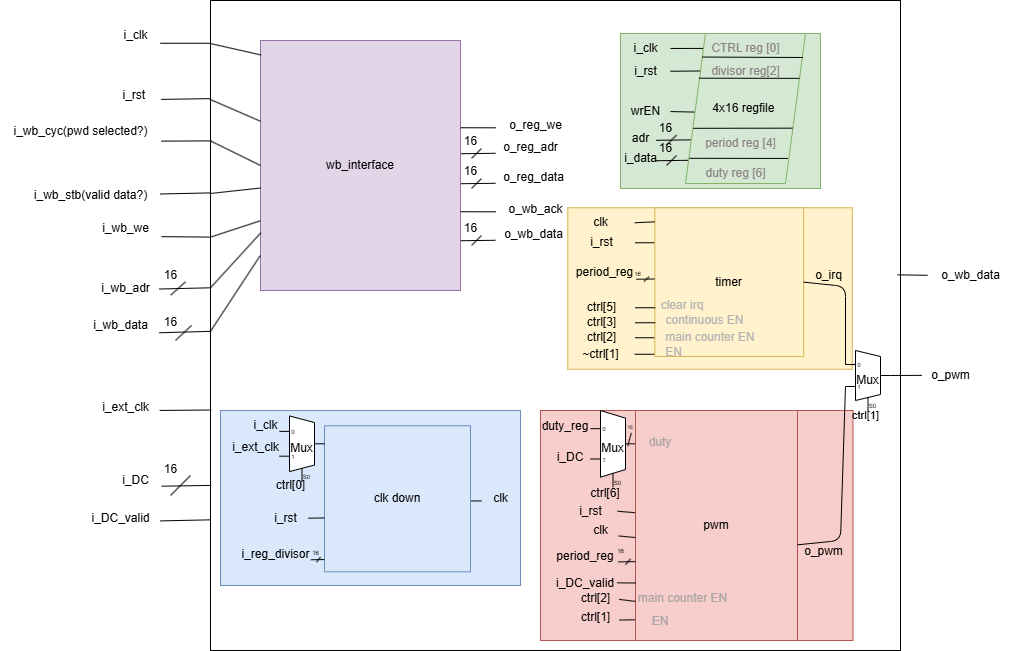 i_clk
i_rst
i_wb_cyc(pwd selected?)
i_wb_stb(valid data?)
i_wb_we
16
i_wb_adr
16
i_wb_data
i_ext_clk
16
i_DC
i_DC_valid
wb_interface
o_reg_we
16
o_reg_adr
16
o_reg_data
o_wb_ack
16
o_wb_data
i_clk
CTRL reg [0]
i_rst
divisor reg[2]
wrEN
4x16 regfile
16
adr
period reg [4]
16
i_data
duty reg [6]
clk
i_rst
period_reg
16
timer
ctrl[5]
clear irq
ctrl[3]
continuous EN
ctrl[2]
main counter EN
~ctrl[1]
EN
o_irq
o_wb_data
0
Mux
1
S0
ctrl[1]
o_pwm
i_clk
0
i_ext_clk
Mux
1
S0
ctrl[0]
clk down
clk
i_rst
i_reg_divisor
16
duty_reg
0
16
Mux
duty
i_DC
1
S0
ctrl[6]
i_rst
clk
pwm
period_reg
16
o_pwm
i_DC_valid
ctrl[2]
main counter EN
ctrl[1]
EN